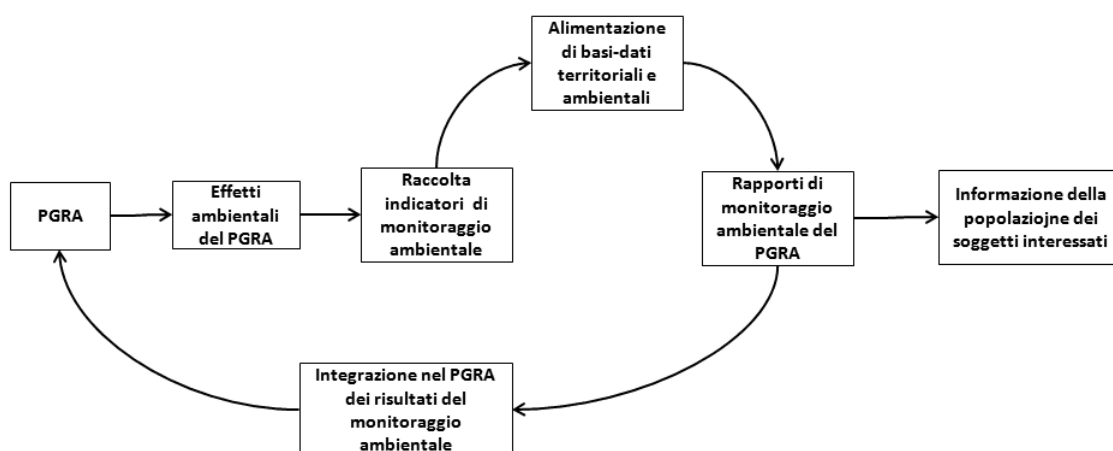 PGRA
Effetti
ambientali
del PGRA
Raccolta
indicatori di
monitoraggio
ambientale
Alimentazione
di basi-dati
territoriali e
ambientali
Rapporti di
monitoraggio
ambientale del
PGRA
Informazione della
popolaziojne dei
soggetti interessati
Integrazione nel PGRA
dei risultati del
monitoraggio
ambientale